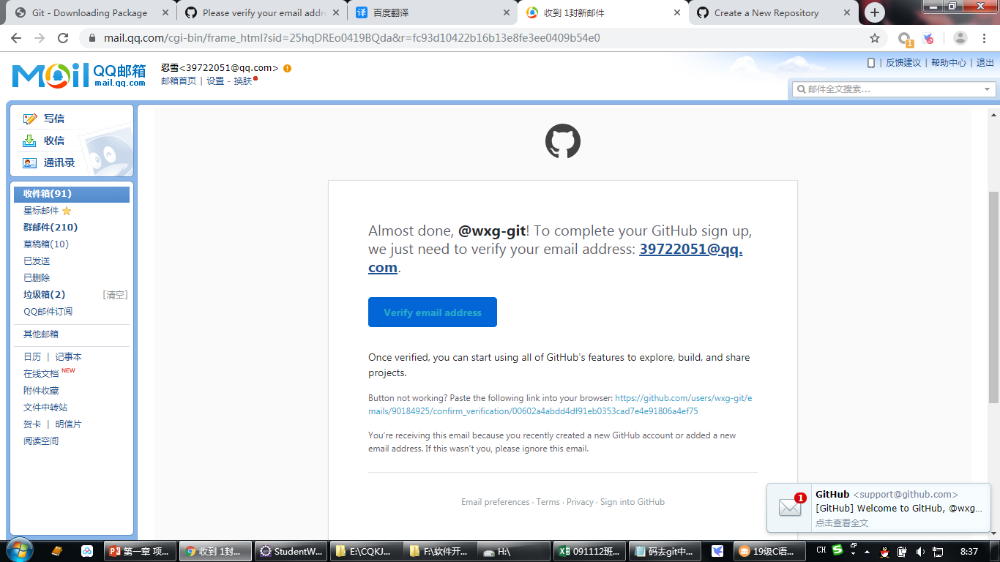 Git - Downloading Package
Please verify your email addre
百度翻译
收到 1封新邮件
Create a New Repository
mail.qq.com/cgi-bin/frame_html?sid=25hqDREo0419BQda&r=fc93d10422b16b13e8fe3ee0409b54e0
1
Mail QQ邮箱
mail.qq.com
忍雪<39722051@qq.com>
邮箱首页 | 设置 - 换肤
| 反馈建议 | 帮助中心 | 退出
邮件全文搜索...
写信
收信
通讯录
收件箱(91)
星标邮件
群邮件(210)
草稿箱(10)
已发送
已删除
垃圾箱(2) [清空]
QQ邮件订阅
其他邮箱
日历 | 记事本
在线文档 NEW
附件收藏
文件中转站
贺卡 | 明信片
阅读空间
Almost done, @wxg-git! To complete your GitHub sign up,
we just need to verify your email address: 39722051@qq.
com.
Verify email address
Once verified, you can start using all of GitHub's features to explore, build, and share
projects.
Button not working? Paste the following link into your browser: https://github.com/users/wxg-git/e
mails/90184925/confirm_verification/00602a4abdd4df91eb0353cad7e4e91806a4ef75
You're receiving this email because you recently created a new GitHub account or added a new
email address. If this wasn't you, please ignore this email.
Email preferences · Terms · Privacy · Sign into GitHub
1
GitHub <support@github.com>
[GitHub] Welcome to GitHub, @wxg...
点击查看全文
第一章 项...
收到 1封...
StudentW...
E:\CQKJ...
F:\软件开...
H:\
091112班...
码去git中...
19级C语...
CH
8:37